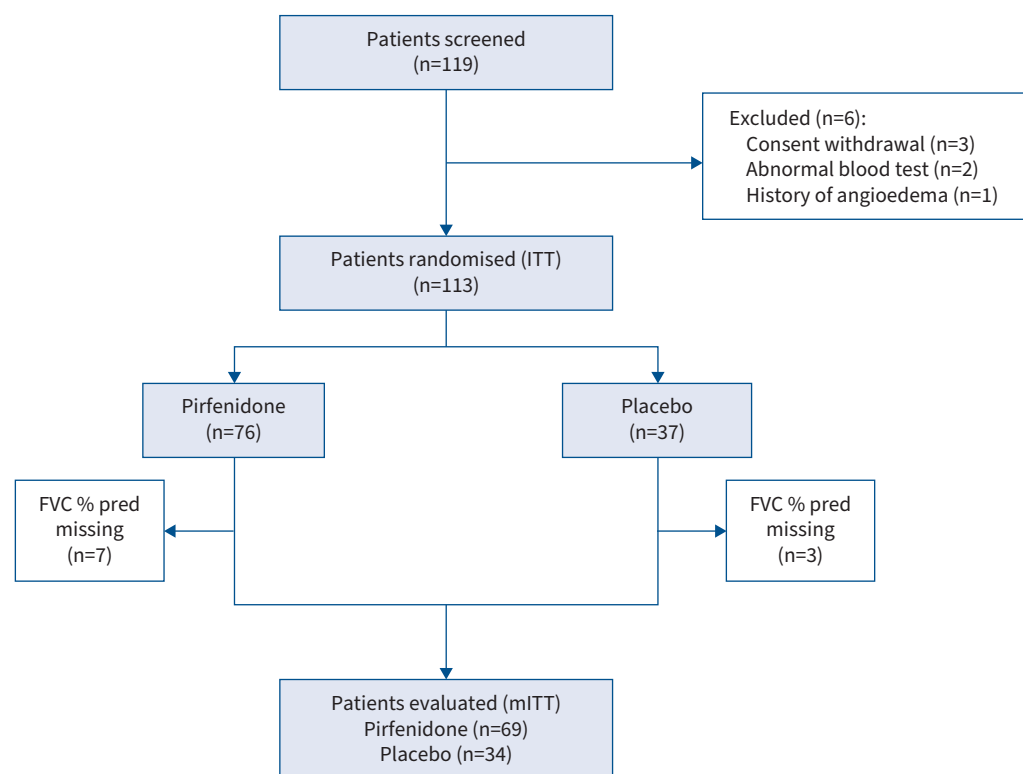 Patients screened
(n=119)
Excluded (n=6):
Consent withdrawal (n=3)
Abnormal blood test (n=2)
History of angioedema (n=1)
Patients randomised (ITT)
(n=113)
Pirfenidone
(n=76)
Placebo
(n=37)
FVC % pred
missing
(n=7)
FVC % pred
missing
(n=3)
Patients evaluated (mITT)
Pirfenidone (n=69)
Placebo (n=34)